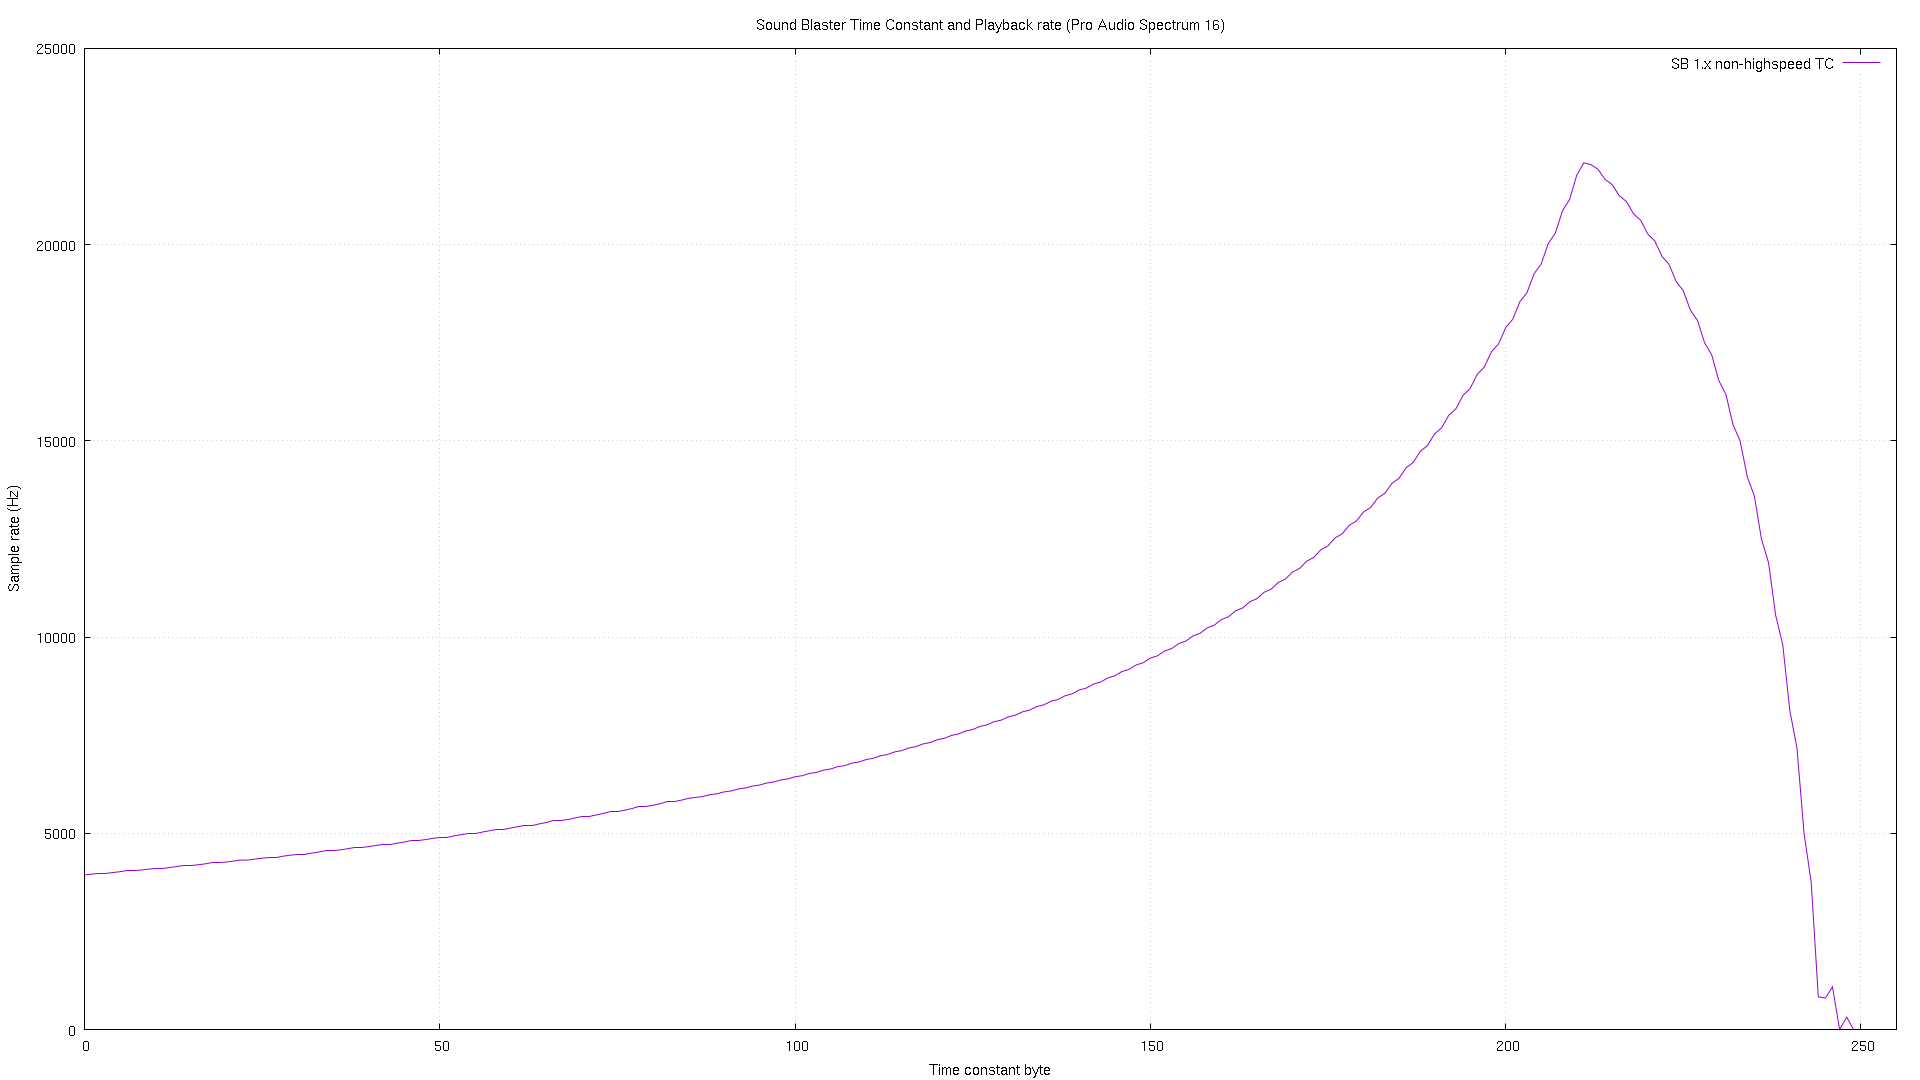 Sound Blaster Time Constant and Playback rate (Pro Audio Spectrum 16)
SB 1.x non-highspeed TC
25000
20000
15000
10000
5000
0
Sample rate (Hz)
0 50 100 150 200 250
Time constant byte